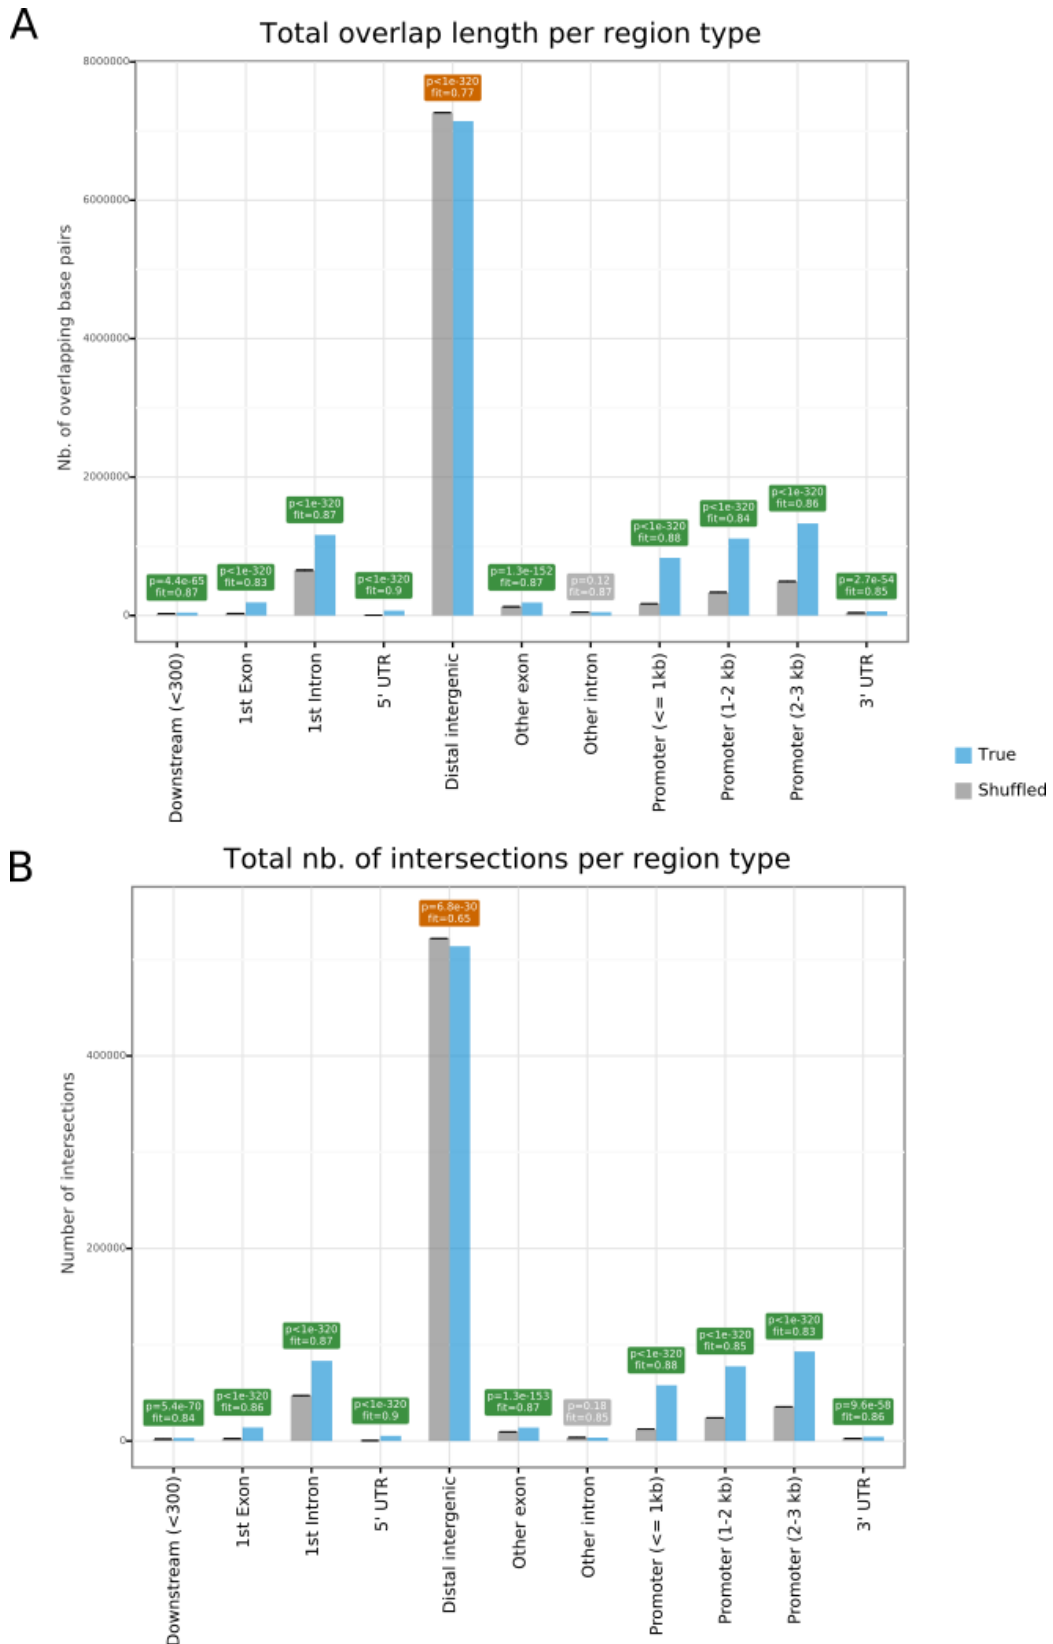 A
Total overlap length per region type
Nb. of overlapping base pairs
8000000
6000000
4000000
2000000
0
p=4.4e-65
fit=0.87
p<1e-320
fit=0.83
p<1e-320
fit=0.87
p<1e-320
fit=0.9
p<1e-320
fit=0.77
p=1.3e-152
fit=0.87
p=0.12
fit=0.87
p<1e-320
fit=0.88
p<1e-320
fit=0.84
p<1e-320
fit=0.86
p=2.7e-54
fit=0.85
Downstream (<300)
1st Exon
1st Intron
5' UTR
Distal intergenic
Other exon
Other intron
Promoter (<= 1kb)
Promoter (1-2 kb)
Promoter (2-3 kb)
3' UTR
True
Shuffled
B
Total nb. of intersections per region type
Number of intersections
400000
200000
0
p=5.4e-70
fit=0.84
p<1e-320
fit=0.86
p<1e-320
fit=0.87
p<1e-320
fit=0.9
p=6.8e-30
fit=0.65
p=1.3e-153
fit=0.87
p=0.18
fit=0.85
p<1e-320
fit=0.88
p<1e-320
fit=0.85
p<1e-320
fit=0.83
p=9.6e-58
fit=0.86
Downstream (<300)
1st Exon
1st Intron
5' UTR
Distal intergenic
Other exon
Other intron
Promoter (<= 1kb)
Promoter (1-2 kb)
Promoter (2-3 kb)
3' UTR